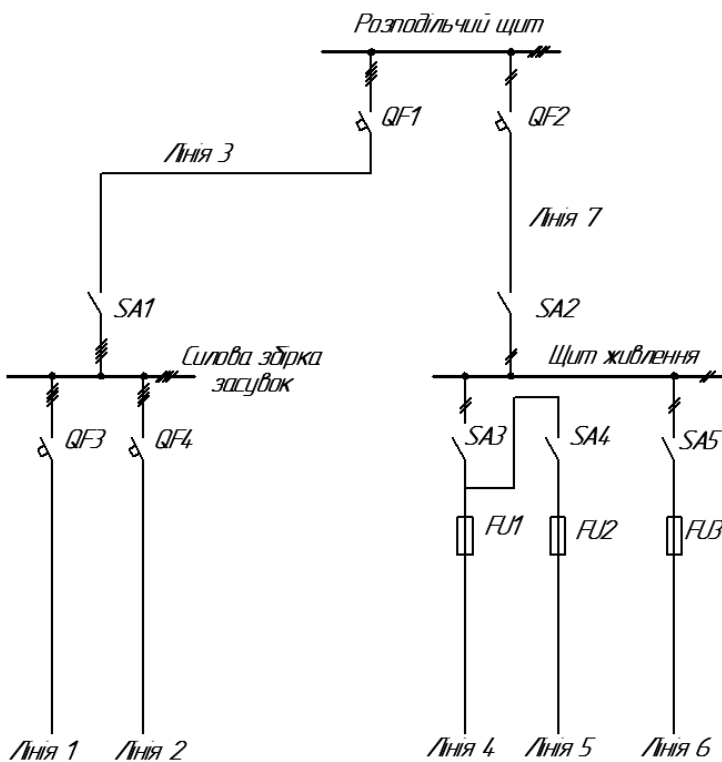 Розподільчий щит
QF1
QF2
Лінія 3
Лінія 7
SA1
SA2
Силова збірка
засувок
Щит живлення
QF3
QF4
SA3
SA4
SA5
FU1
FU2
FU3
Лінія 1
Лінія 2
Лінія 4
Лінія 5
Лінія 6